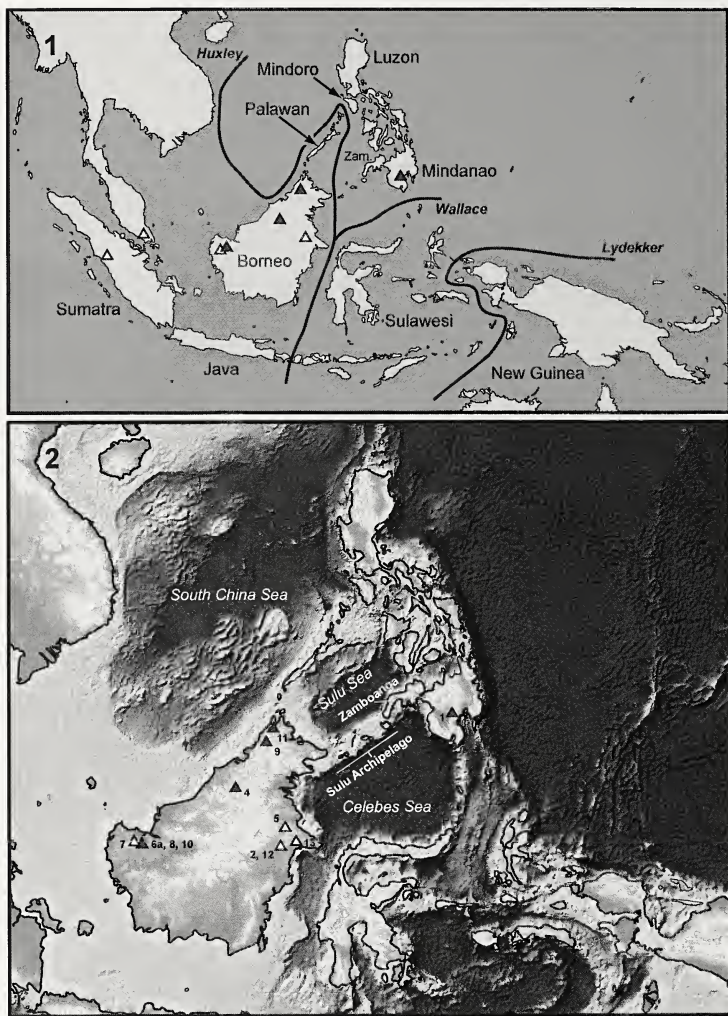 1
Huxley
Luzon
Mindoro
Palawan
Zam.
Mindanao
Wallace
Lydekker
Borneo
Sumatra
Sulawesi
Java
New Guinea
2
South China Sea
Sulu Sea
Zamboanga
1
Sulu Archipelago
Celebes Sea
9
4
5
7
6a, 8, 10
2, 12
13